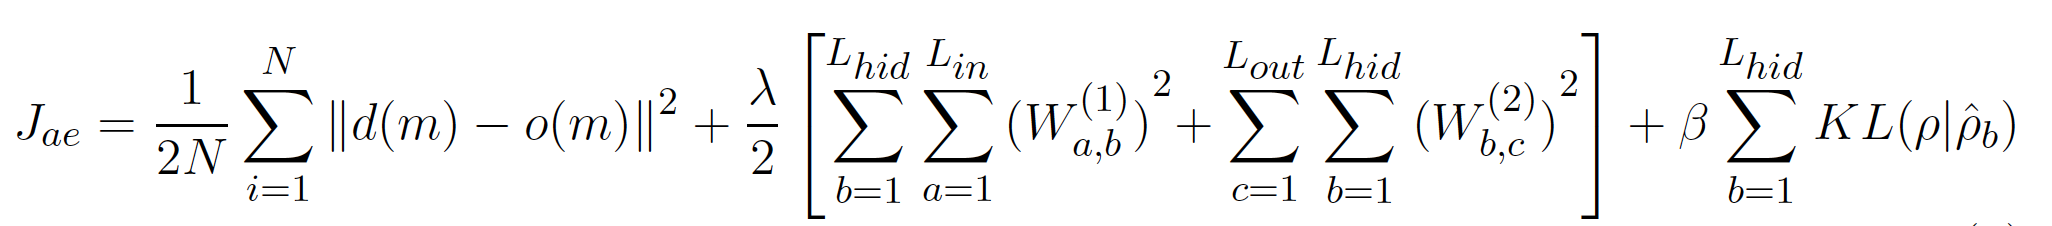 J_{ae} = \frac{1}{2N} \sum_{i=1}^{N} \|d(m) - o(m)\|^2 + \frac{\lambda}{2} \left[ \sum_{b=1}^{L_{hid}} \sum_{a=1}^{L_{in}} (W_{a,b}^{(1)})^2 + \sum_{c=1}^{L_{out}} \sum_{b=1}^{L_{hid}} (W_{b,c}^{(2)})^2 \right] + \beta \sum_{b=1}^{L_{hid}} KL(\rho|\hat{\rho}_b)